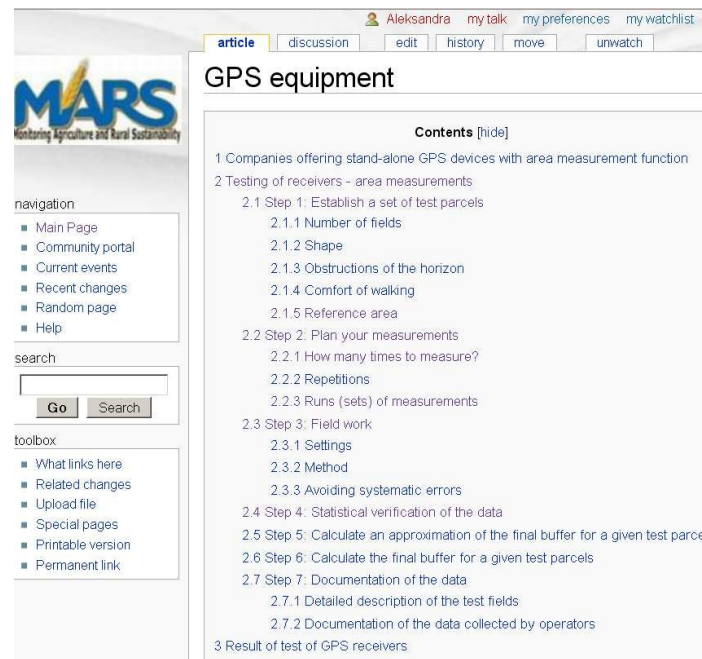 Aleksandra my talk my preferences my watchlist
article discussion edit history move unwatch
MARS
Monitoring Agriculture and Rural Sustainability
navigation
Main Page
Community portal
Current events
Recent changes
Random page
Help
search
Go Search
toolbox
What links here
Related changes
Upload file
Special pages
Printable version
Permanent link
GPS equipment
Contents [hide]
1 Companies offering stand-alone GPS devices with area measurement function
2 Testing of receivers - area measurements
2.1 Step 1: Establish a set of test parcels
2.1.1 Number of fields
2.1.2 Shape
2.1.3 Obstructions of the horizon
2.1.4 Comfort of walking
2.1.5 Reference area
2.2 Step 2: Plan your measurements
2.2.1 How many times to measure?
2.2.2 Repetitions
2.2.3 Runs (sets) of measurements
2.3 Step 3: Field work
2.3.1 Settings
2.3.2 Method
2.3.3 Avoiding systematic errors
2.4 Step 4: Statistical verification of the data
2.5 Step 5: Calculate an approximation of the final buffer for a given test parce
2.6 Step 6: Calculate the final buffer for a given test parcels
2.7 Step 7: Documentation of the data
2.7.1 Detailed description of the test fields
2.7.2 Documentation of the data collected by operators
3 Result of test of GPS receivers